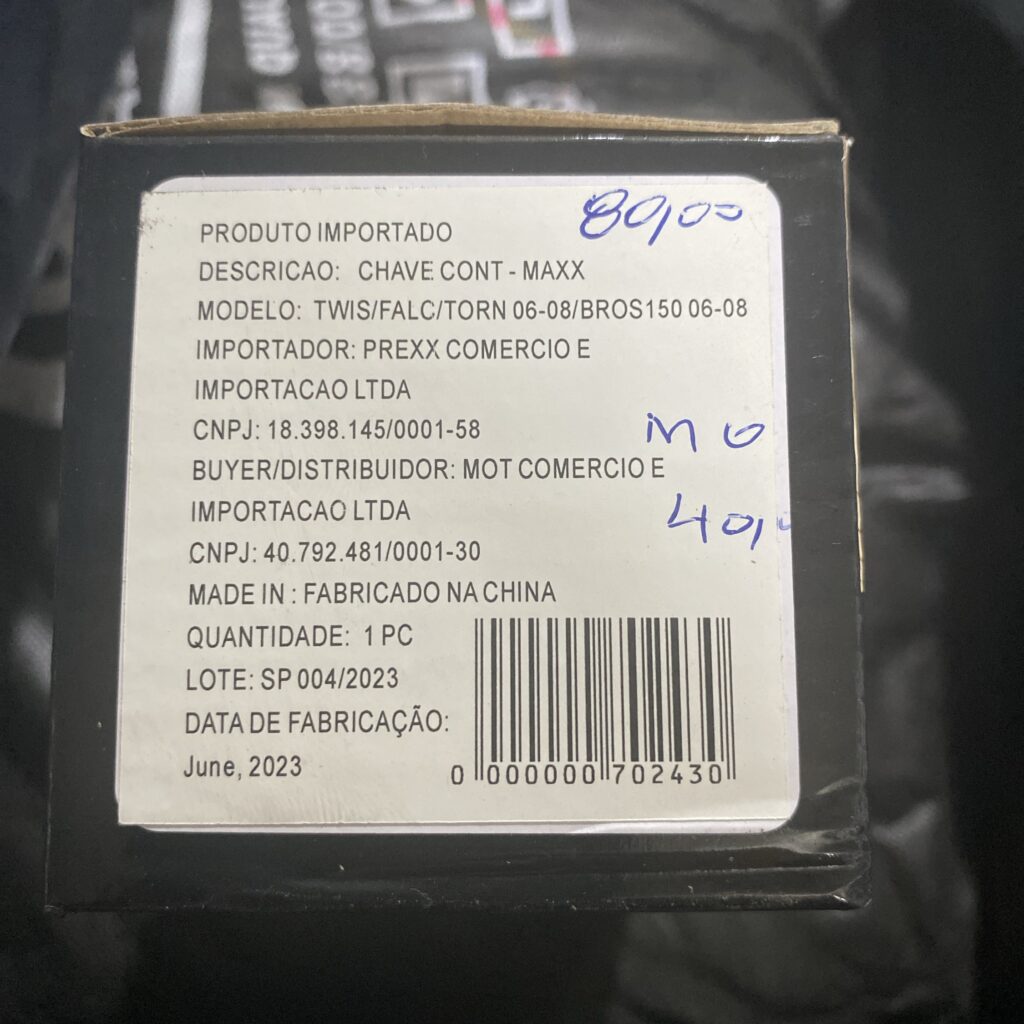 80,00
PRODUTO IMPORTADO
DESCRICAO: CHAVE CONT - MAXX
MODELO: TWIS/FALC/TORN 06-08/BROS150 06-08
IMPORTADOR: PREXX COMERCIO E
IMPORTACAO LTDA
CNPJ: 18.398.145/0001-58
M O
BUYER/DISTRIBUIDOR: MOT COMERCIO E
IMPORTACAO LTDA
40,
CNPJ: 40.792.481/0001-30
MADE IN : FABRICADO NA CHINA
QUANTIDADE: 1 PC
LOTE: SP 004/2023
DATA DE FABRICAÇÃO:
June, 2023
0 000000 702430